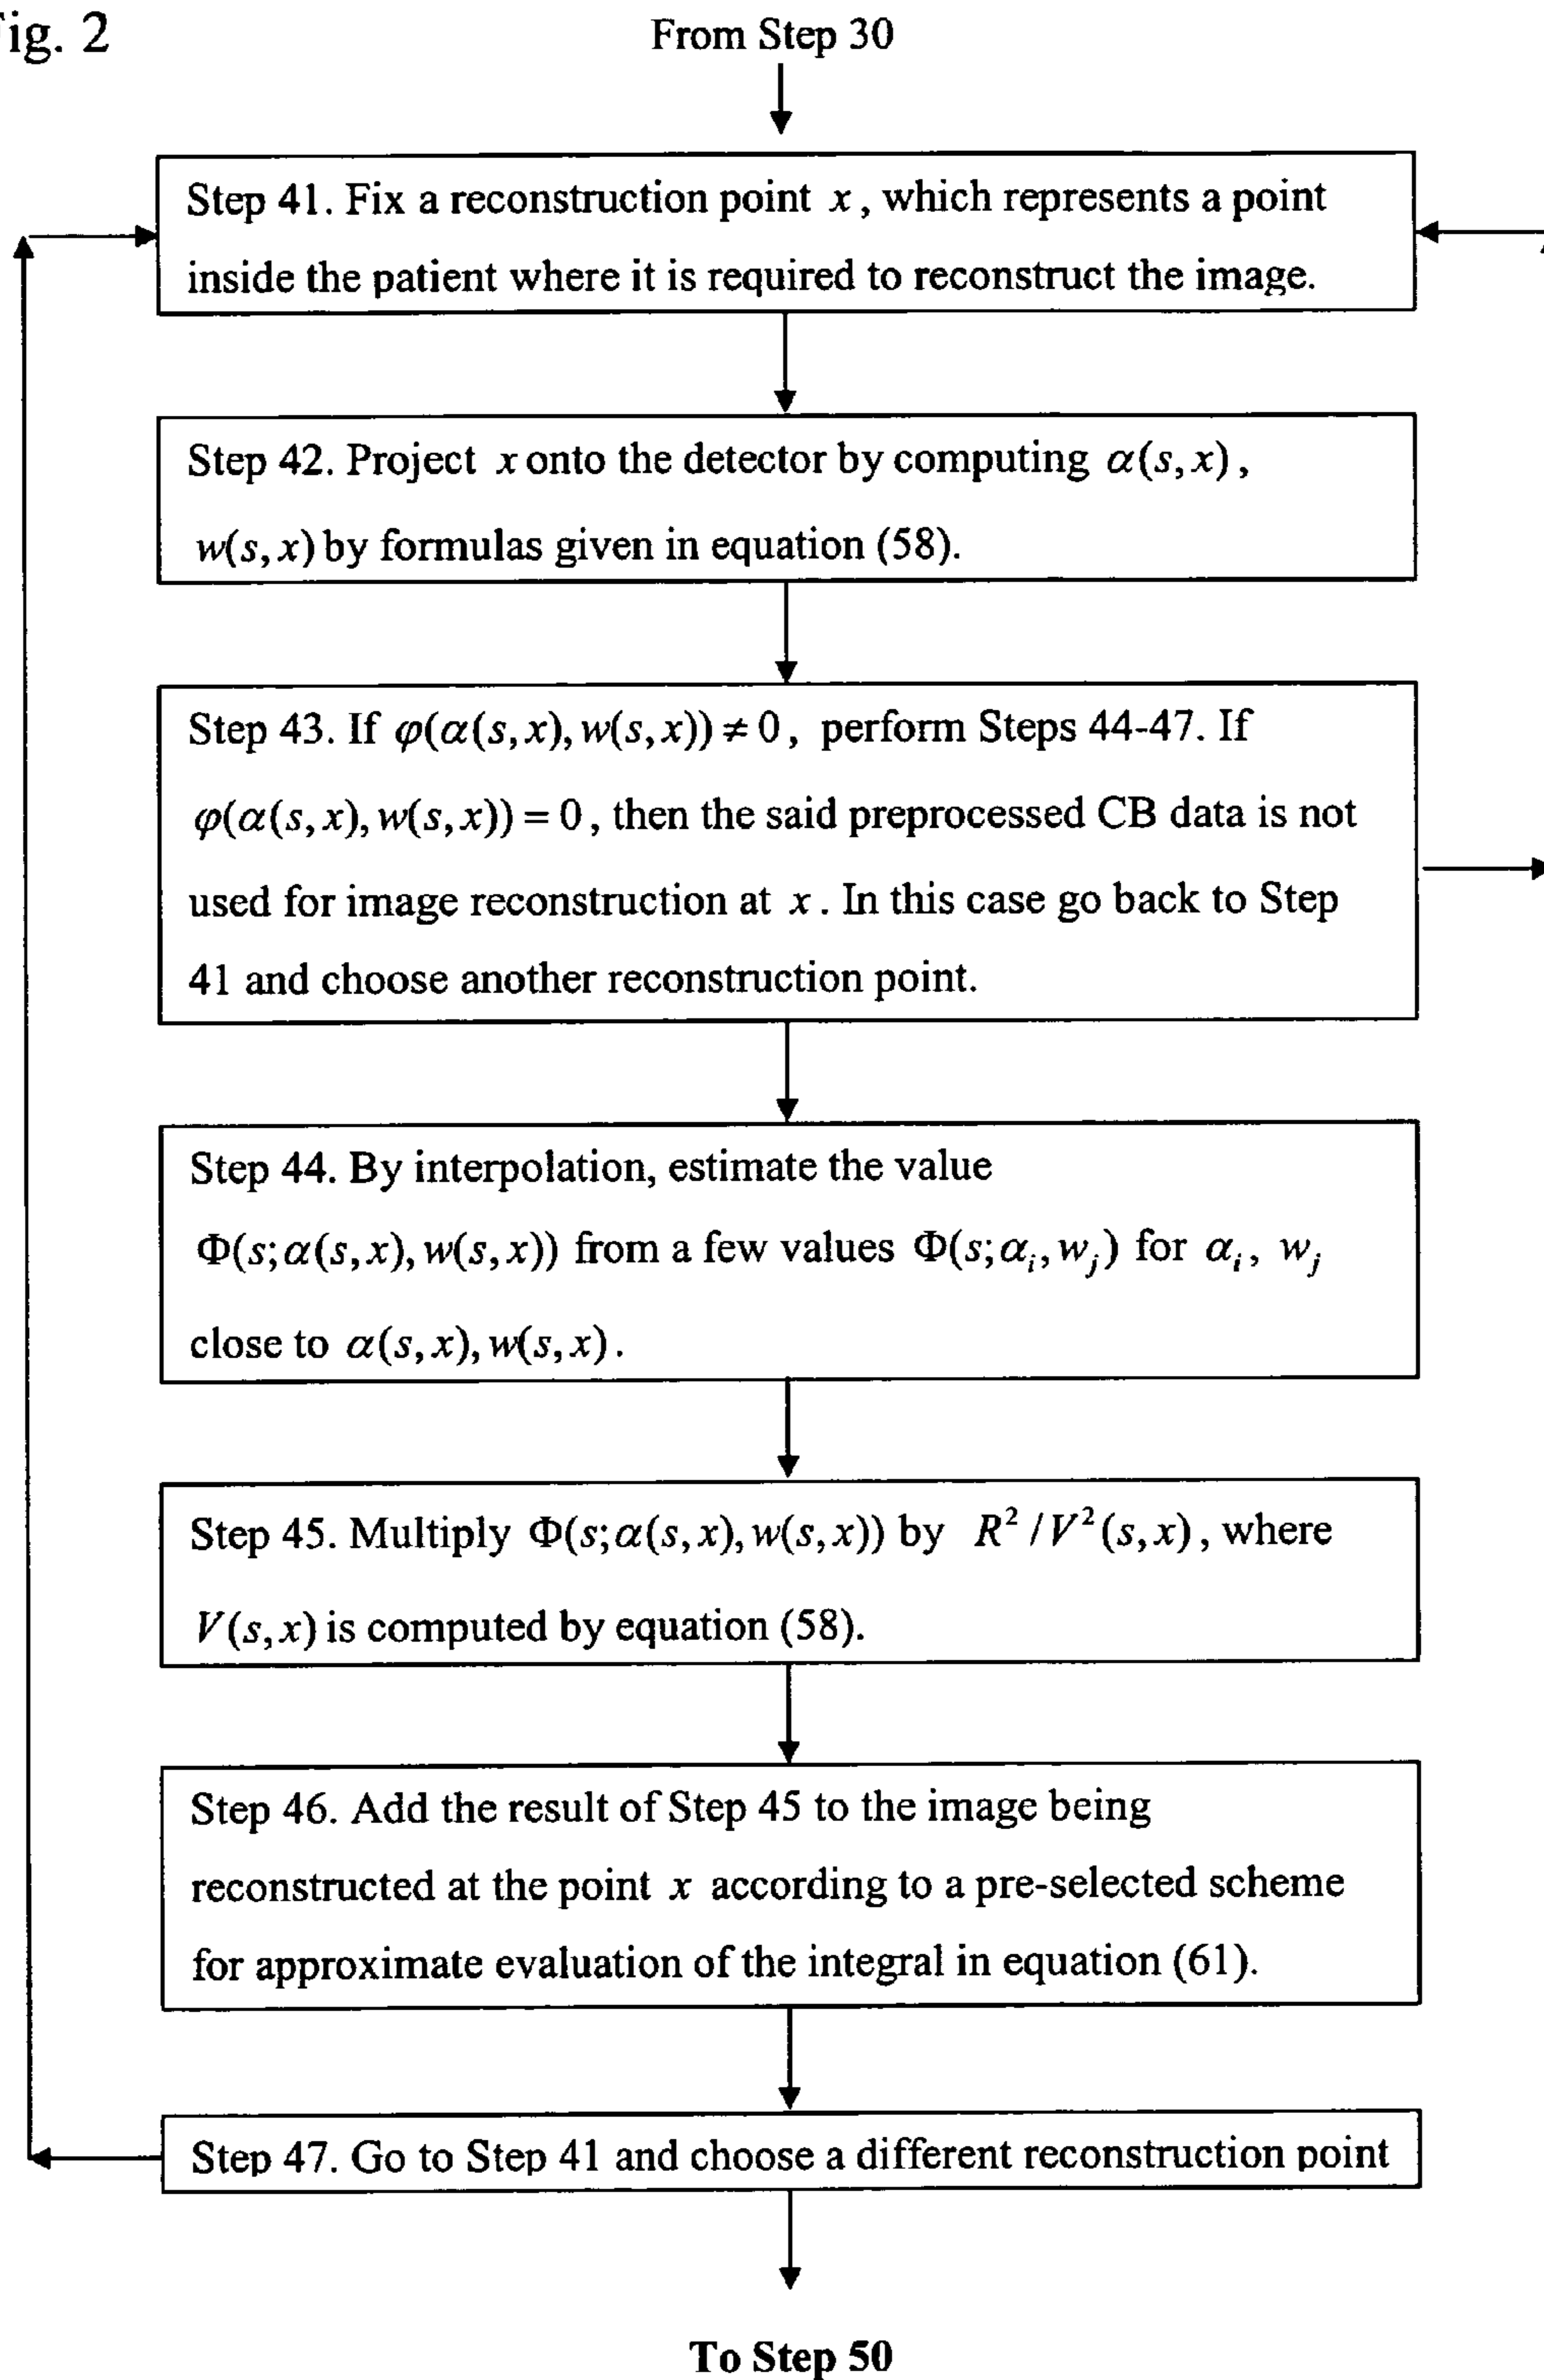 ig. 2
From Step 30
Step 41. Fix a reconstruction point x, which represents a point
inside the patient where it is required to reconstruct the image.
Step 42. Project x onto the detector by computing α(s,x),
w(s,x) by formulas given in equation (58).
Step 43. If φ(α(s,x),w(s,x)) ≠ 0, perform Steps 44-47. If
φ(α(s,x),w(s,x)) = 0, then the said preprocessed CB data is not
used for image reconstruction at x. In this case go back to Step
41 and choose another reconstruction point.
Step 44. By interpolation, estimate the value
Φ(s;α(s,x),w(s,x)) from a few values Φ(s;αᵢ,wⱼ) for αᵢ, wⱼ
close to α(s,x),w(s,x).
Step 45. Multiply Φ(s;α(s,x),w(s,x)) by R²/V²(s,x), where
V(s,x) is computed by equation (58).
Step 46. Add the result of Step 45 to the image being
reconstructed at the point x according to a pre-selected scheme
for approximate evaluation of the integral in equation (61).
Step 47. Go to Step 41 and choose a different reconstruction point
To Step 50